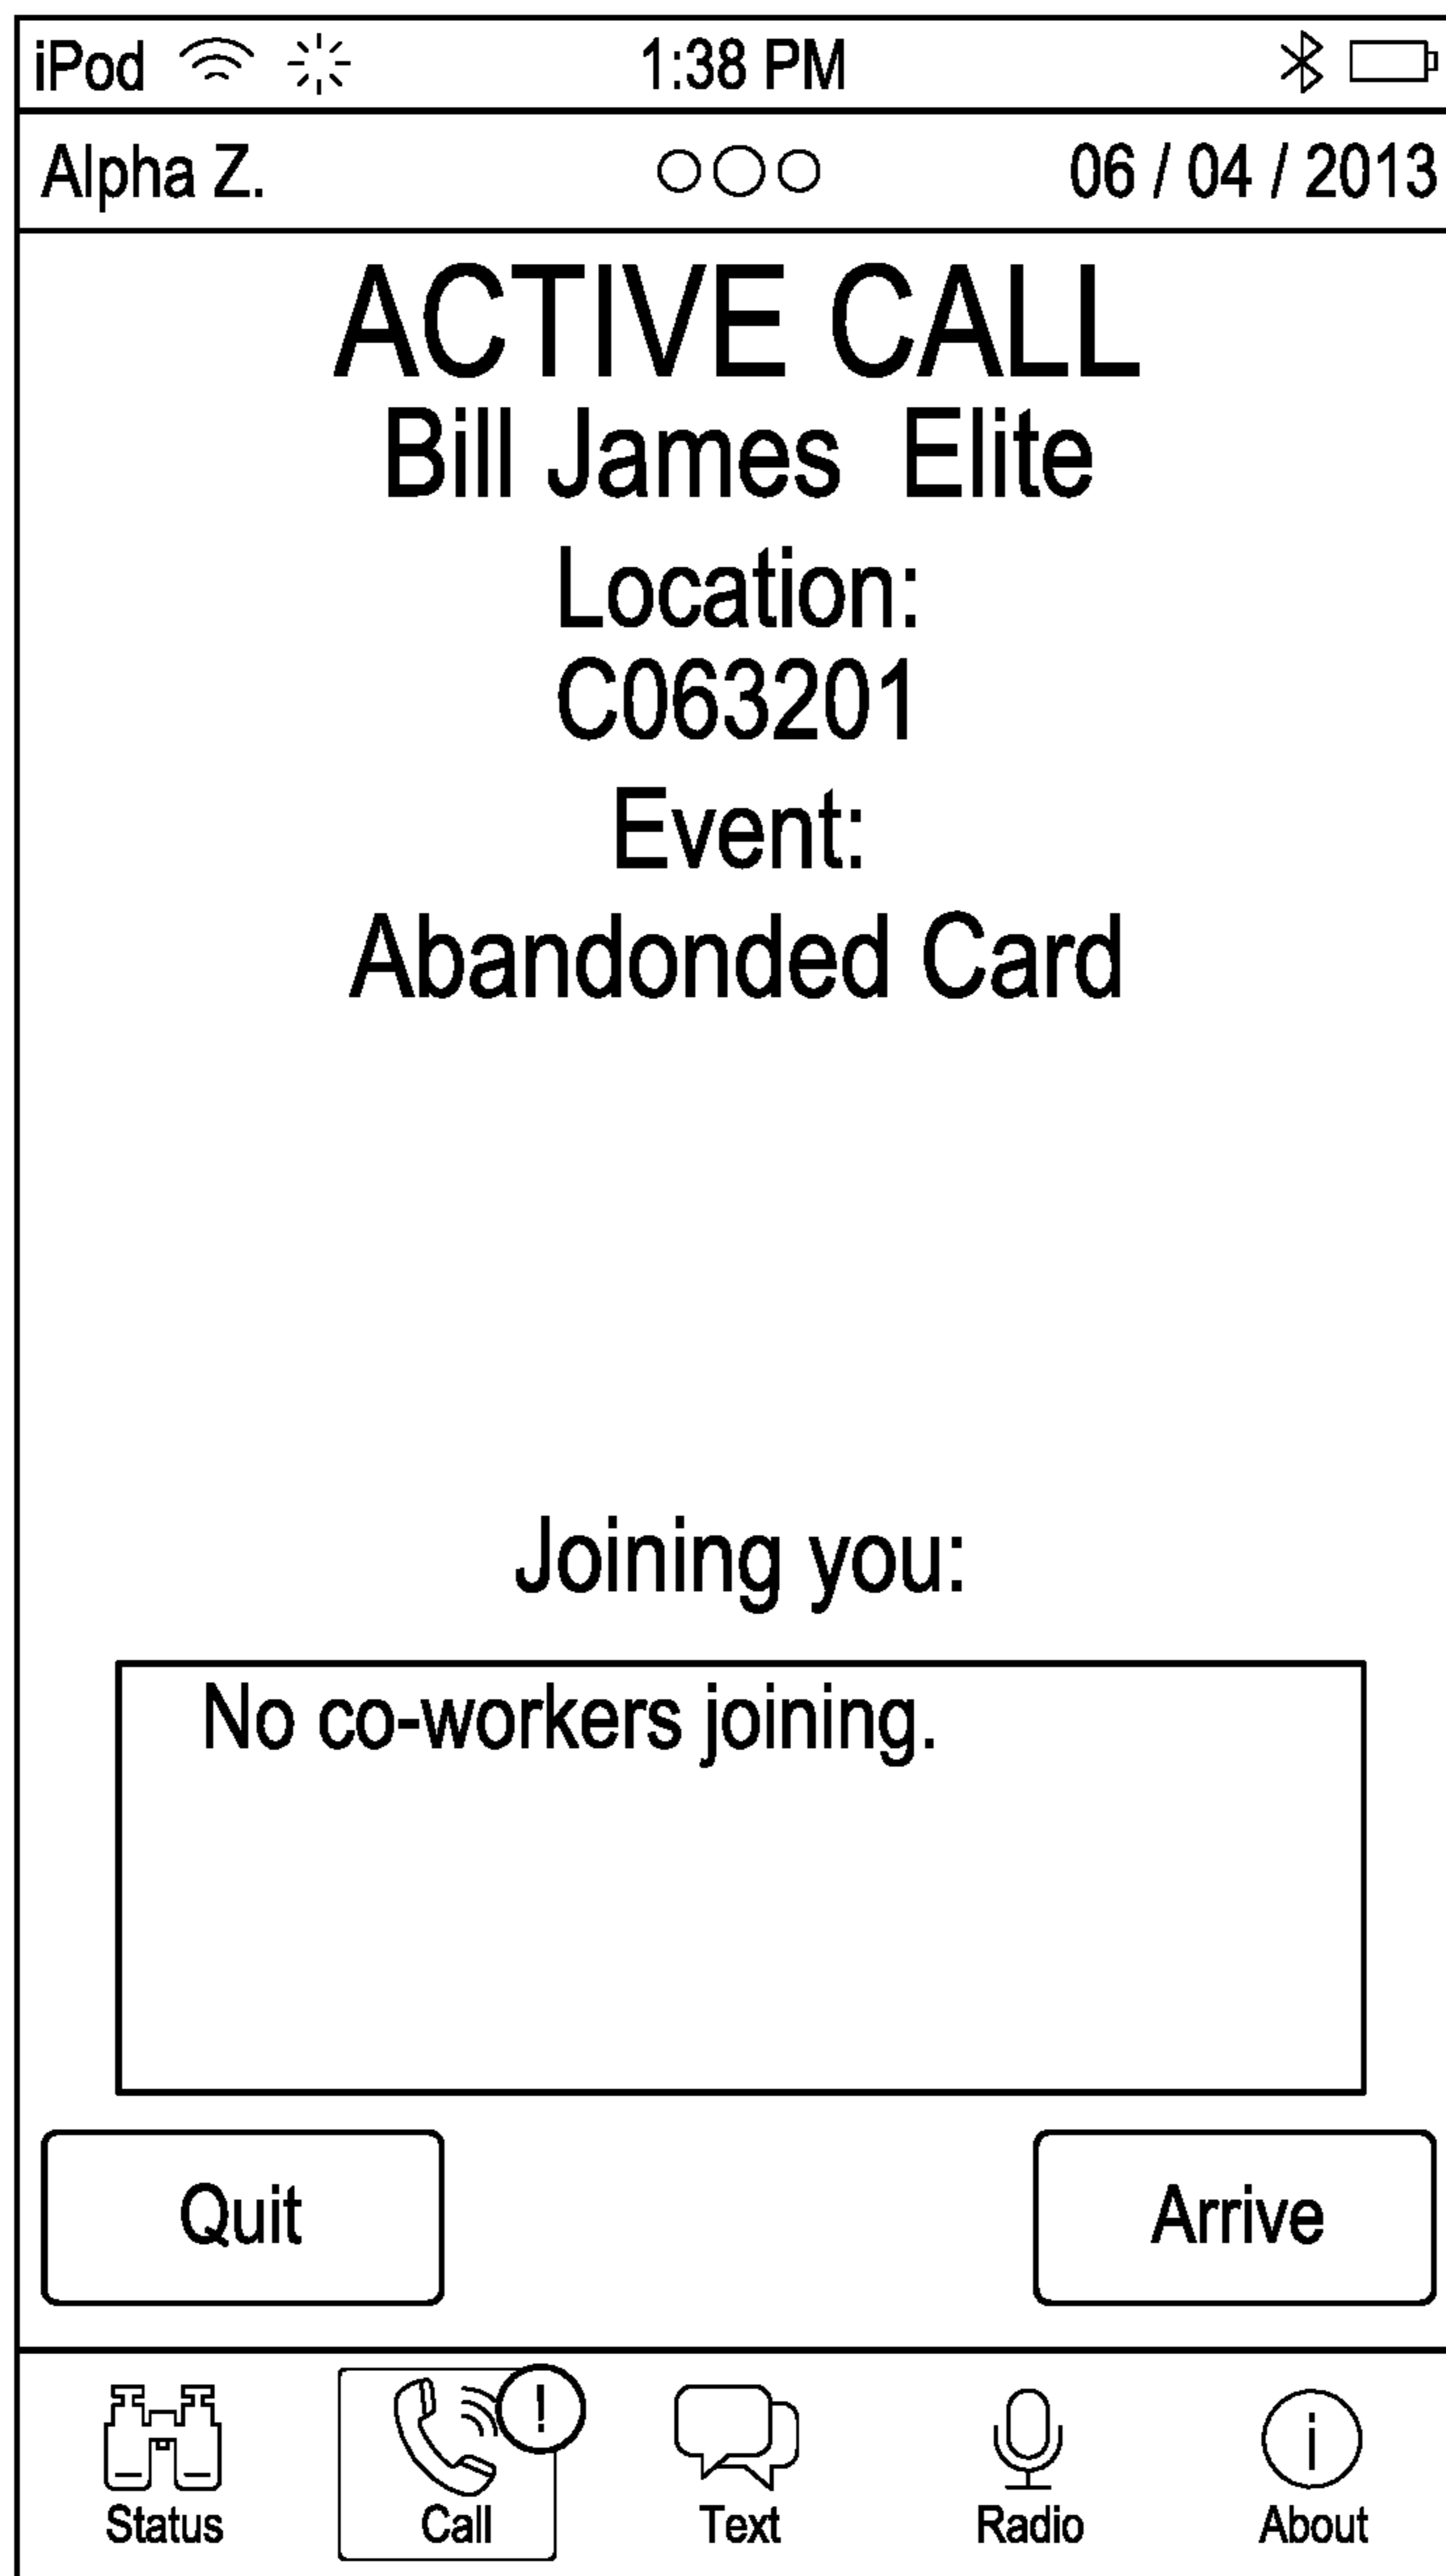 iPod 1:38 PM
Alpha Z. 06 / 04 / 2013
ACTIVE CALL
Bill James Elite
Location:
C063201
Event:
Abandonded Card
Joining you:
No co-workers joining.
Quit Arrive
!
i
Status Call Text Radio About